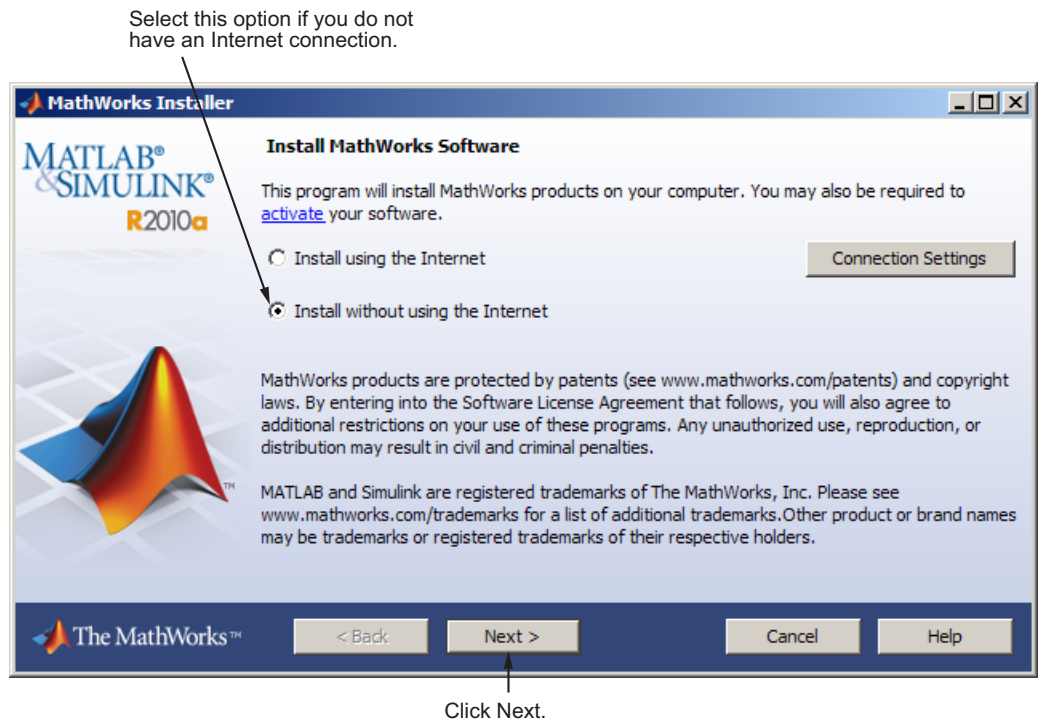 Select this option if you do not
have an Internet connection.
MathWorks Installer
MATLAB®
&SIMULINK®
R2010a
Install MathWorks Software
This program will install MathWorks products on your computer. You may also be required to
activate your software.
Install using the Internet
Connection Settings
Install without using the Internet
MathWorks products are protected by patents (see www.mathworks.com/patents) and copyright
laws. By entering into the Software License Agreement that follows, you will also agree to
additional restrictions on your use of these programs. Any unauthorized use, reproduction, or
distribution may result in civil and criminal penalties.
TM
MATLAB and Simulink are registered trademarks of The MathWorks, Inc. Please see
www.mathworks.com/trademarks for a list of additional trademarks.Other product or brand names
may be trademarks or registered trademarks of their respective holders.
The MathWorks™
< Back
Next >
Cancel
Help
Click Next.